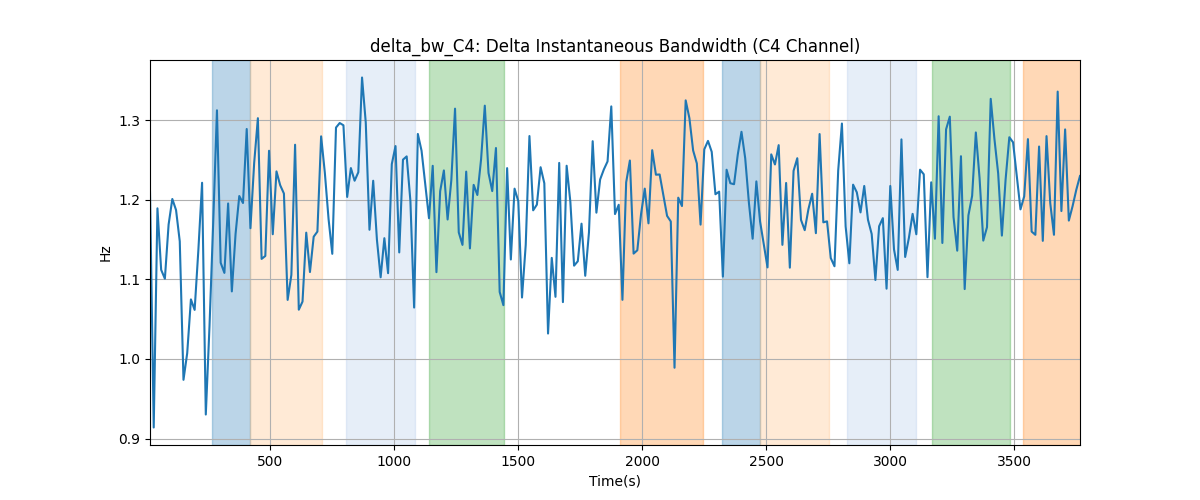 delta_bw_C4: Delta Instantaneous Bandwidth (C4 Channel)
1.3
1.2
1.1
1.0
0.9
Hz
500 1000 1500 2000 2500 3000 3500
Time(s)